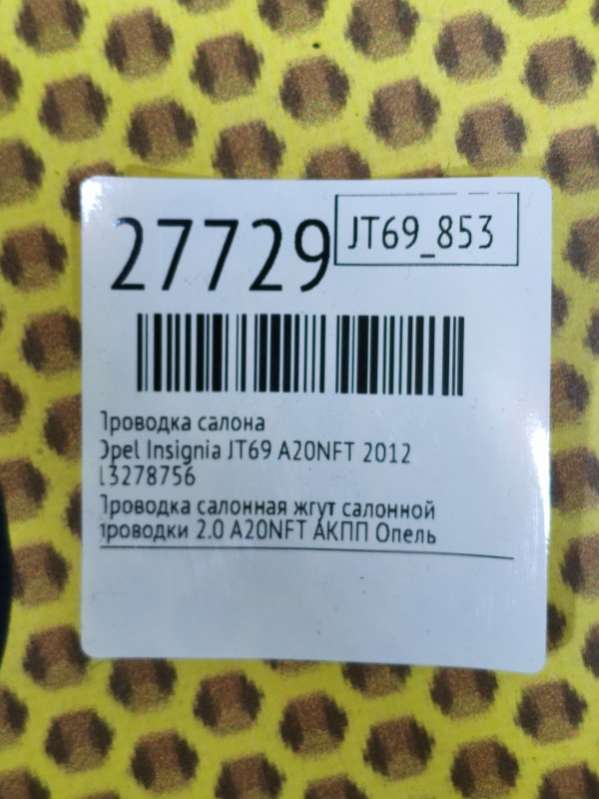 27729
JT69_853
Проводка салона
Opel Insignia JT69 A20NFT 2012
13278756
Проводка салонная жгут салонной
проводки 2.0 A20NFT АКПП Опель